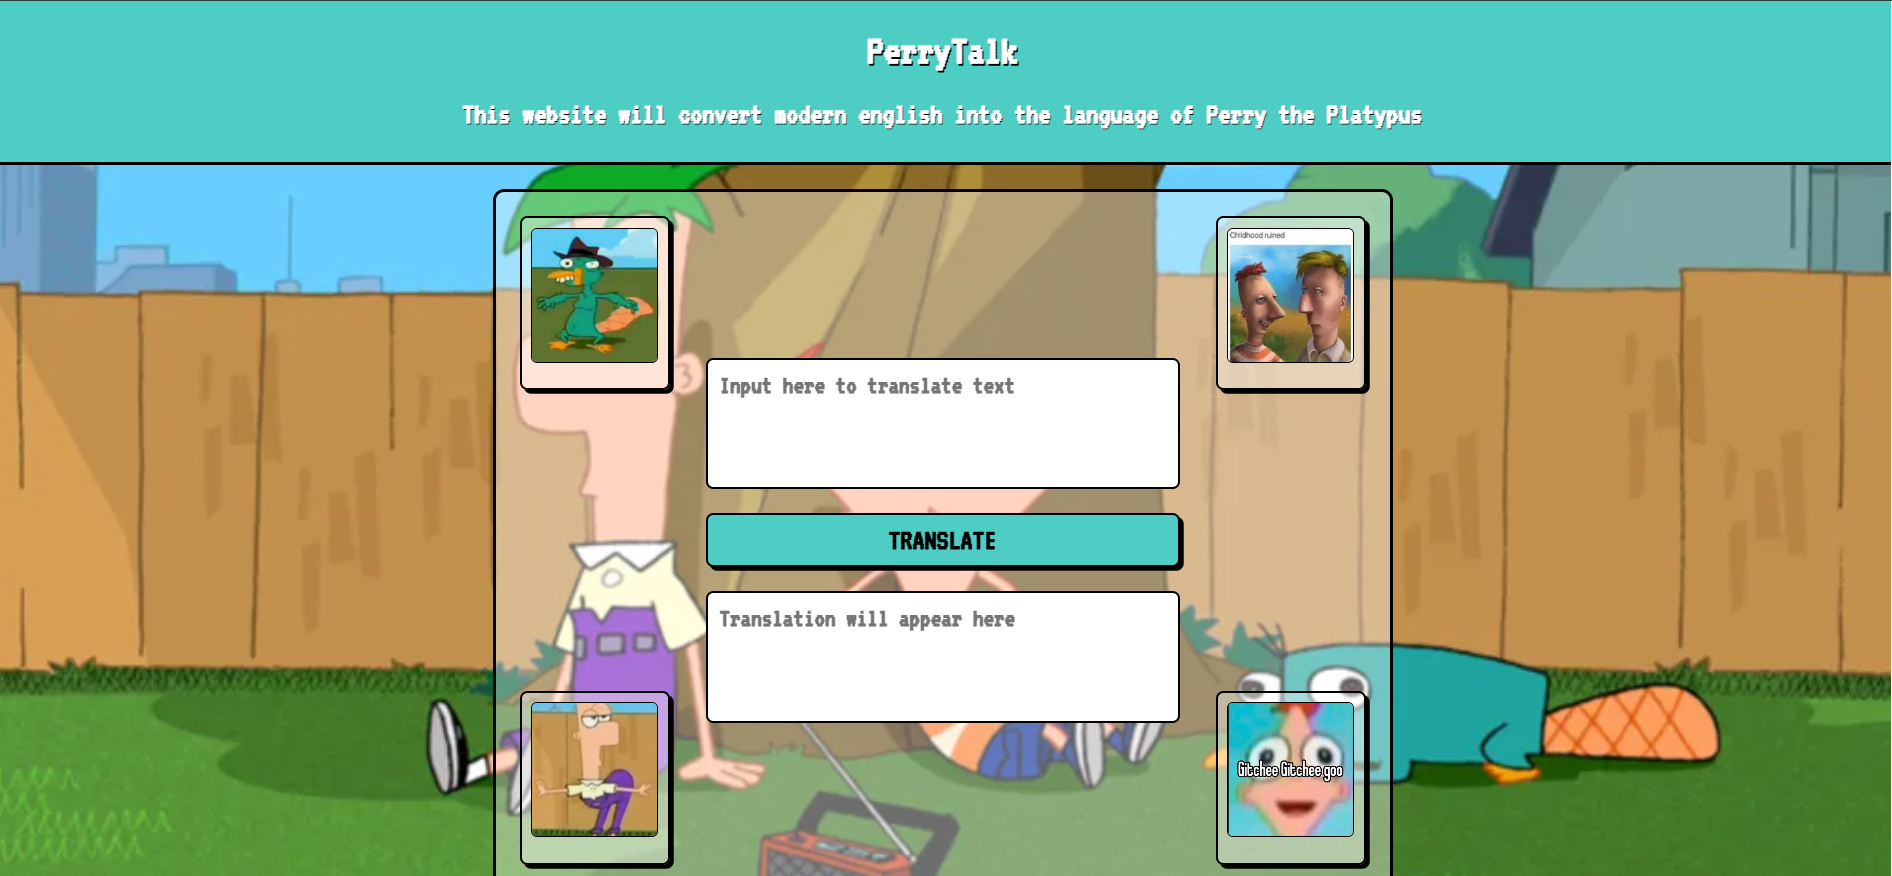 PerryTalk
This website will convert modern english into the language of Perry the Platypus
Childhood ruined
Input here to translate text
TRANSLATE
Translation will appear here
Gitchee Gitchee goo